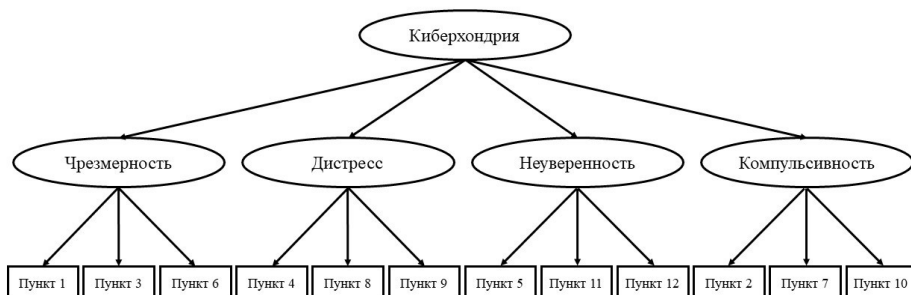 Киберхондрия
Чрезмерность
Дистресс
Неуверенность
Компульсивность
Пункт 1
Пункт 3
Пункт 6
Пункт 4
Пункт 8
Пункт 9
Пункт 5
Пункт 11
Пункт 12
Пункт 2
Пункт 7
Пункт 10